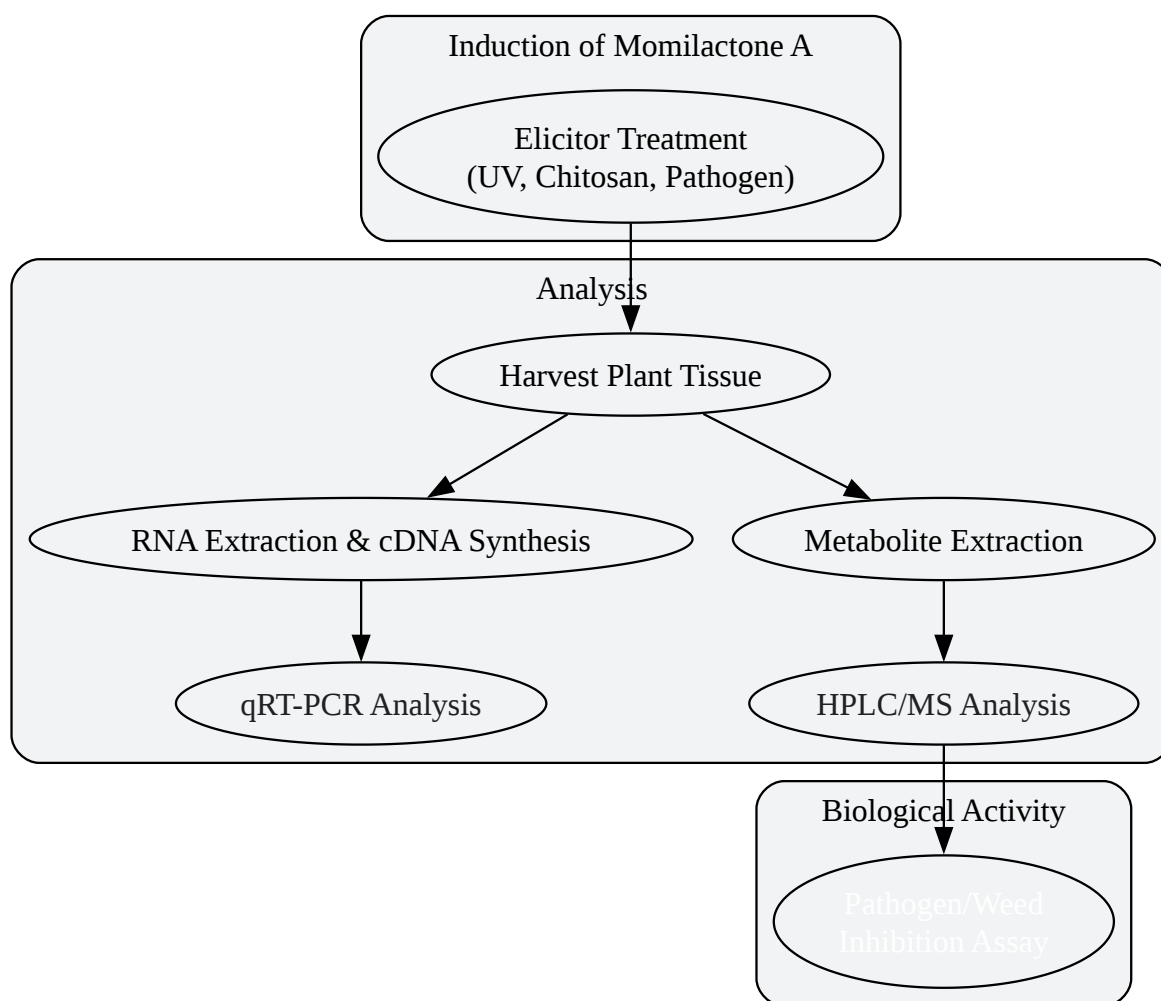 Induction of Momilactone A
Elicitor Treatment
(UV, Chitosan, Pathogen)
Analysis
Harvest Plant Tissue
RNA Extraction & cDNA Synthesis
Metabolite Extraction
qRT-PCR Analysis
HPLC/MS Analysis
Biological Activity
Pathogen/Weed
Inhibition Assay